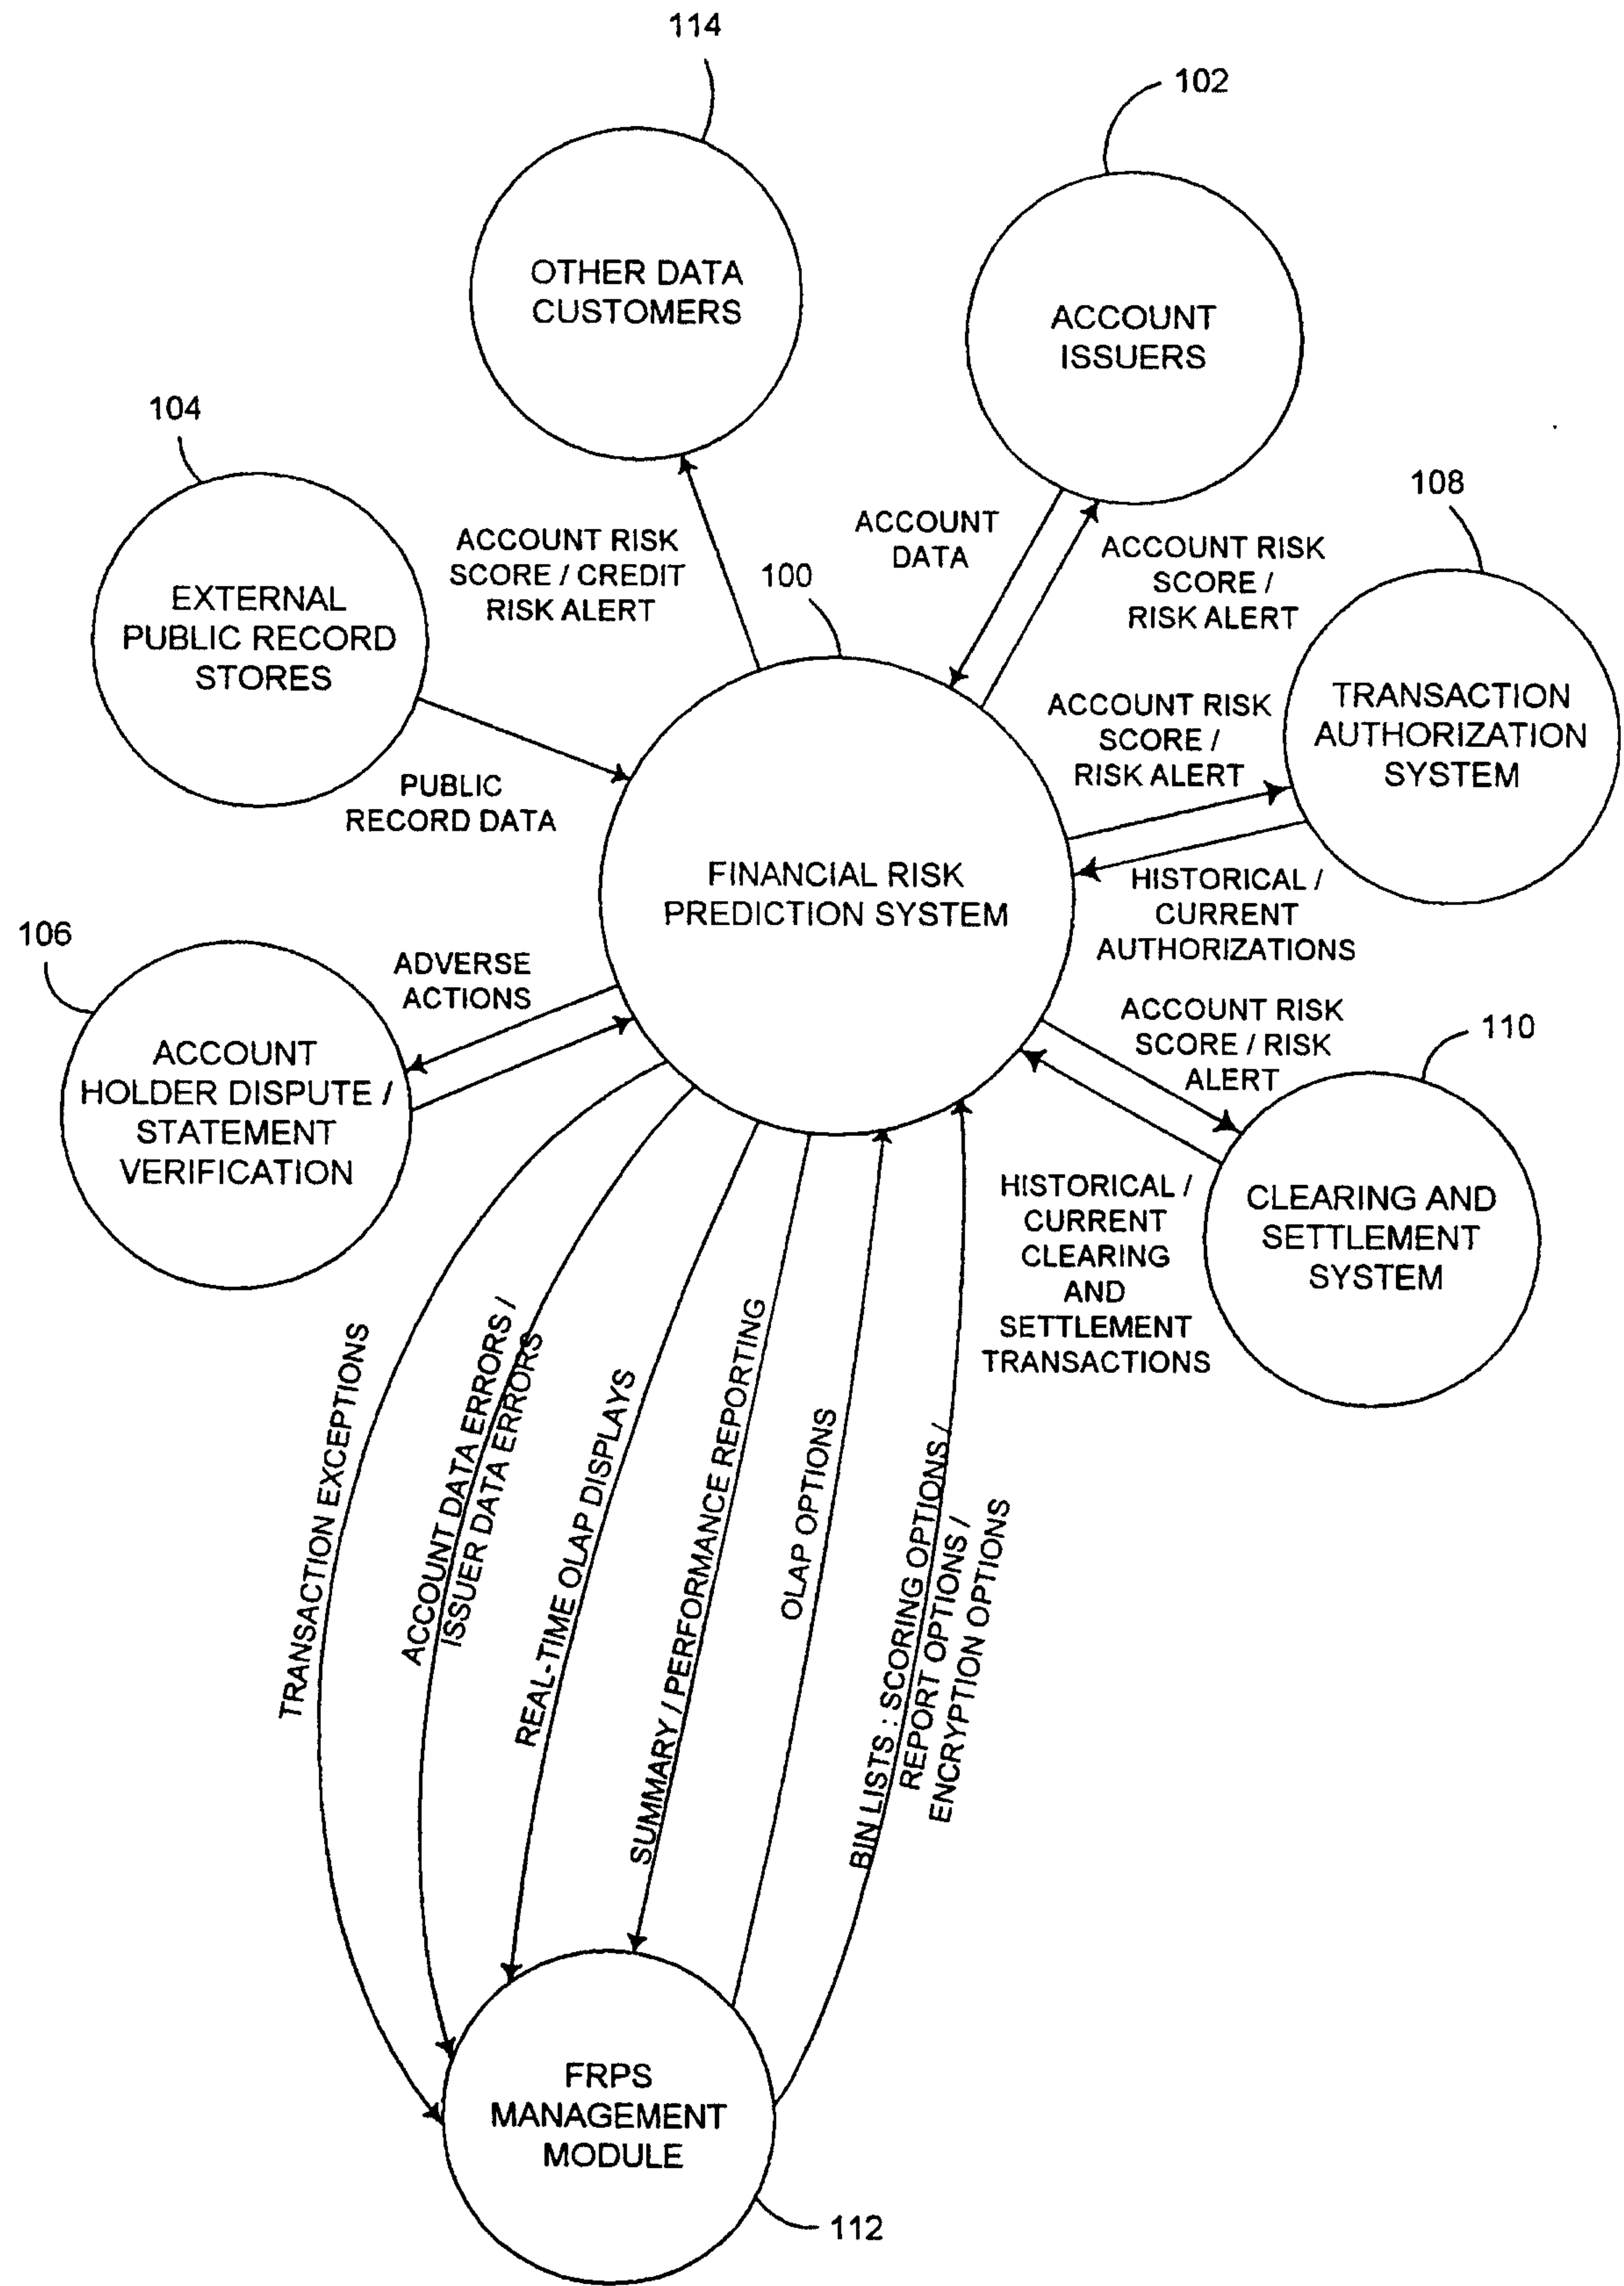 114
102
OTHER DATA
CUSTOMERS
ACCOUNT
ISSUERS
104
108
ACCOUNT RISK
SCORE / CREDIT
RISK ALERT
100
ACCOUNT
DATA
ACCOUNT RISK
SCORE /
RISK ALERT
EXTERNAL
PUBLIC RECORD
STORES
TRANSACTION
AUTHORIZATION
SYSTEM
ACCOUNT RISK
SCORE /
RISK ALERT
PUBLIC
RECORD DATA
FINANCIAL RISK
PREDICTION SYSTEM
HISTORICAL /
CURRENT
AUTHORIZATIONS
106
ADVERSE
ACTIONS
ACCOUNT RISK
SCORE / RISK
ALERT
110
ACCOUNT
HOLDER DISPUTE /
STATEMENT
VERIFICATION
HISTORICAL /
CURRENT
CLEARING
AND
SETTLEMENT
TRANSACTIONS
CLEARING AND
SETTLEMENT
SYSTEM
TRANSACTION EXCEPTIONS
ACCOUNT DATA ERRORS /
ISSUER DATA ERRORS
REAL-TIME OLAP DISPLAYS
SUMMARY / PERFORMANCE REPORTING
OLAP OPTIONS
BIN LISTS : SCORING OPTIONS /
REPORT OPTIONS /
ENCRYPTION OPTIONS
FRPS
MANAGEMENT
MODULE
112